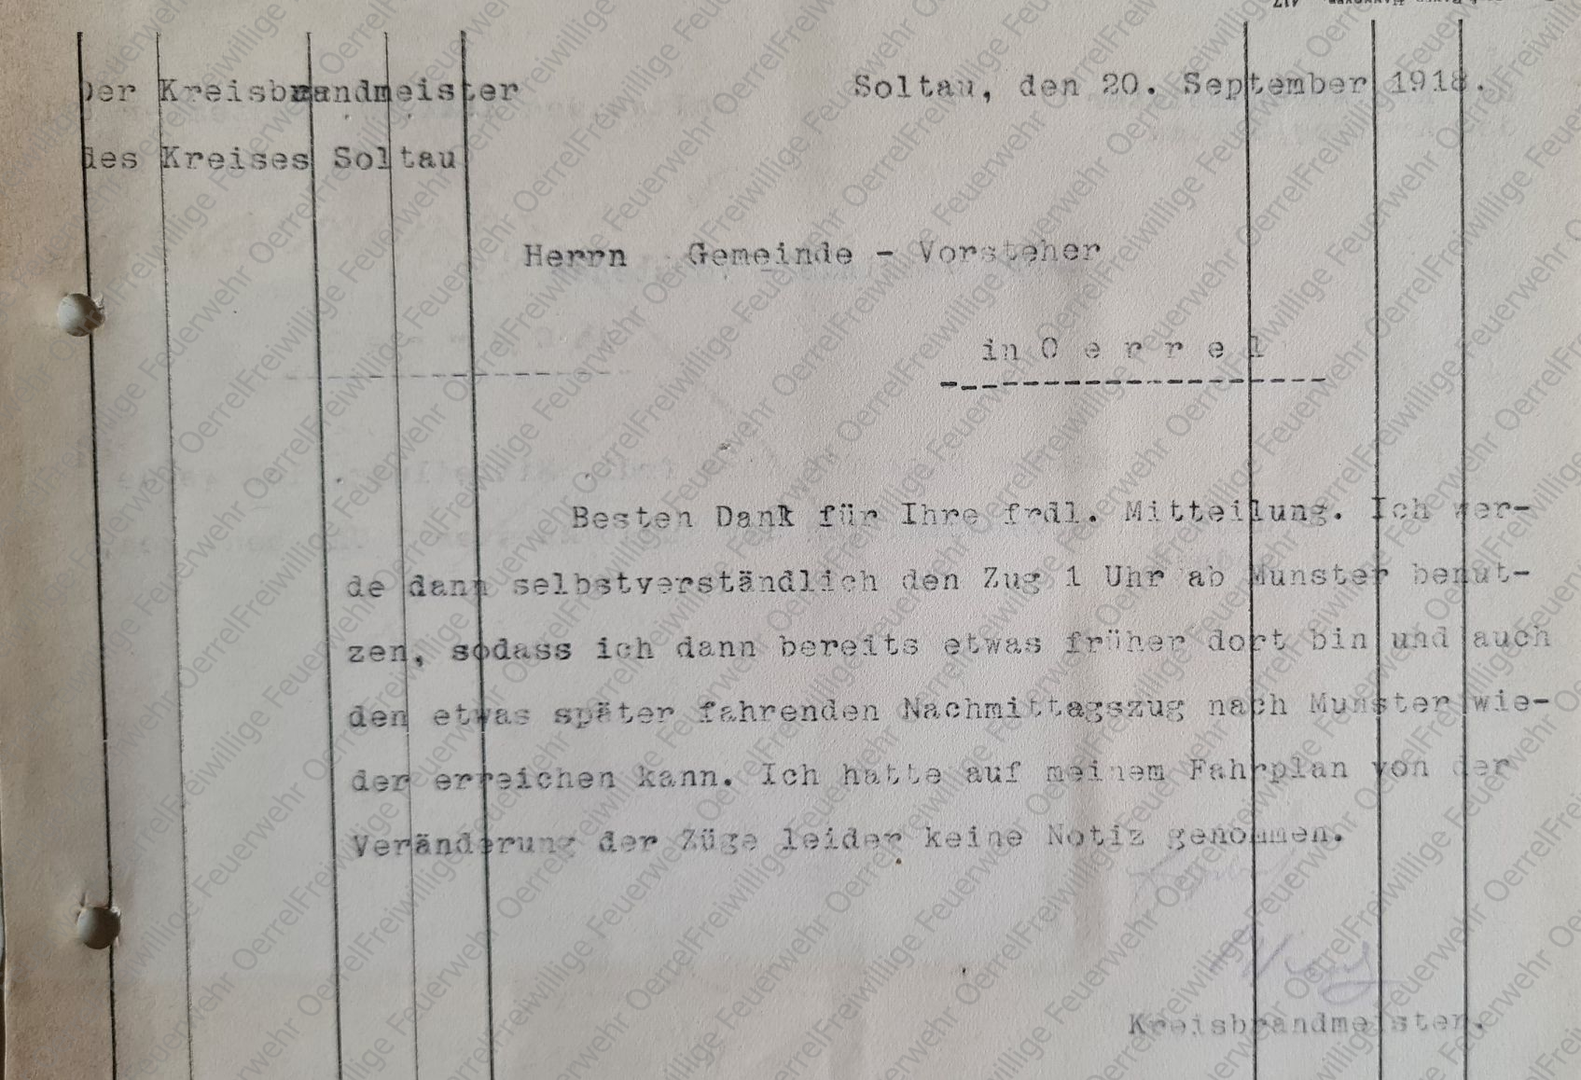 Der Kreisbrandmeister
Soltau, den 20. September 1918.
des Kreises Soltau
Herrn Gemeinde - Vorsteher
in O e r r e l
Besten Dank für Ihre frdl. Mitteilung. Ich wer-
de dann selbstverständlich den Zug 1 Uhr ab Munster benut-
zen, sodass ich dann bereits etwas früher dort bin und auch
den etwas später fahrenden Nachmittagszug nach Munster wie-
der erreichen kann. Ich hatte auf meinem Fahrplan von der
Veränderung der Züge leider keine Notiz genommen.
Kreisbrandmeister.
Freiwillige Feuerwehr Oerrel